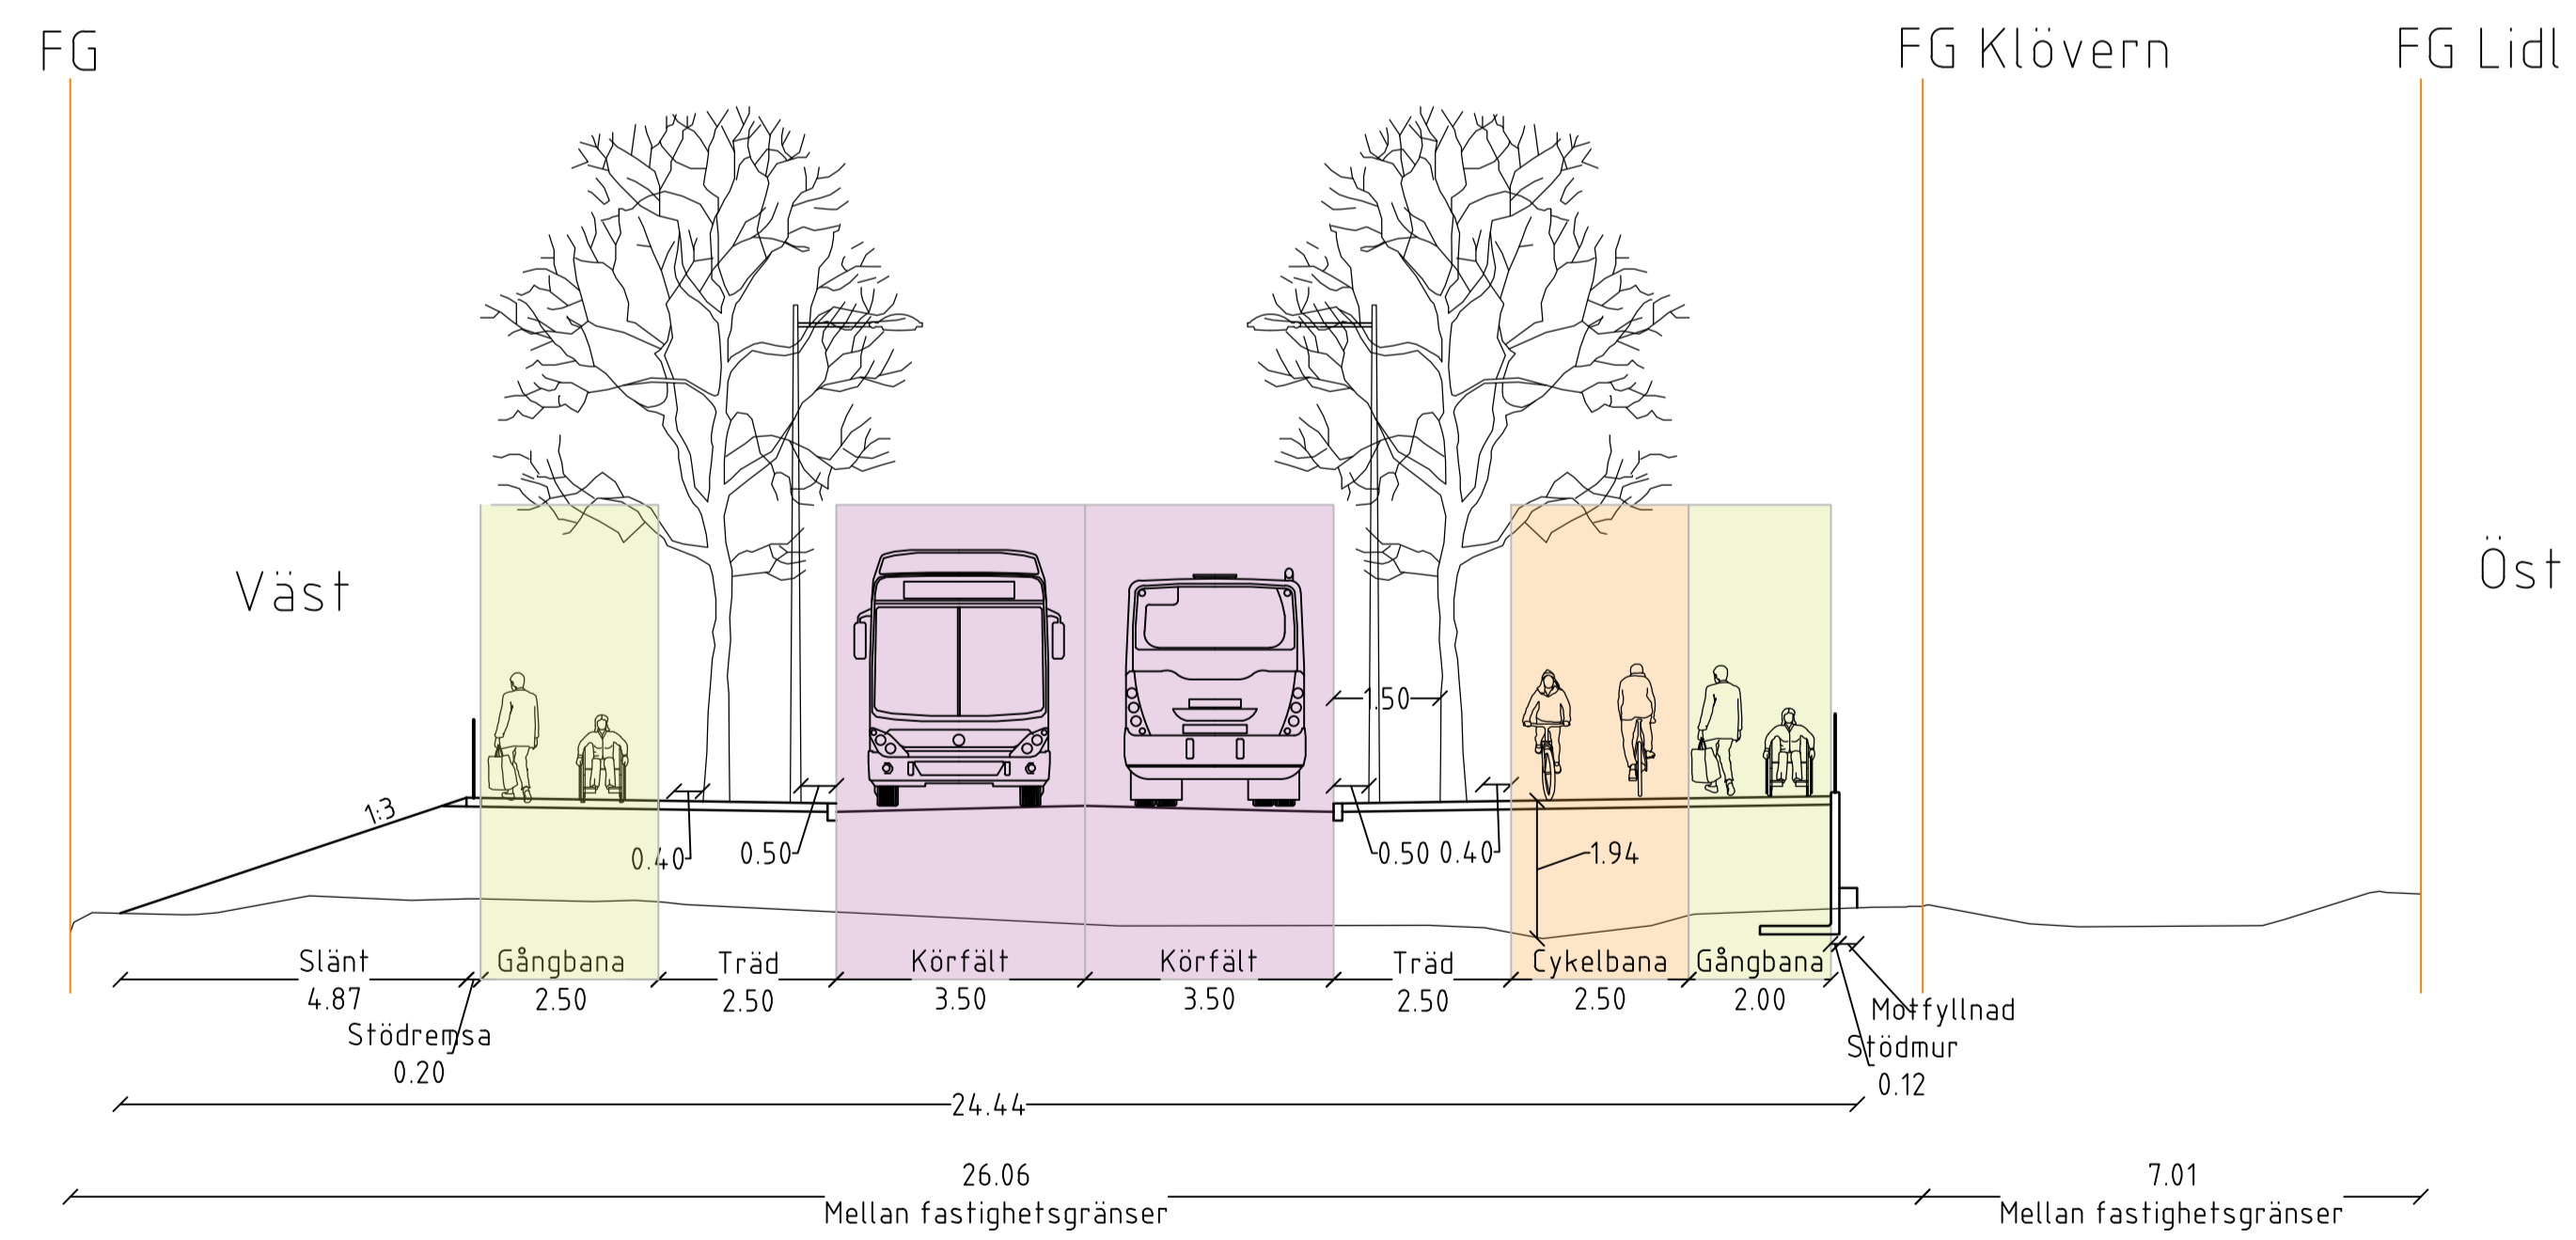 FG
FG Klövern
FG Lidl
Väst
Öst
1:3
1.50
0.40
0.50
0.50
0.40
1.94
Slänt
Gångbana
Träd
Körfält
Körfält
Träd
Cykelbana
Gångbana
4.87
2.50
2.50
3.50
3.50
2.50
2.50
2.00
Stödremsa
0.20
Motfyllnad
Stödmur
0.12
24.44
26.06
Mellan fastighetsgränser
7.01
Mellan fastighetsgränser